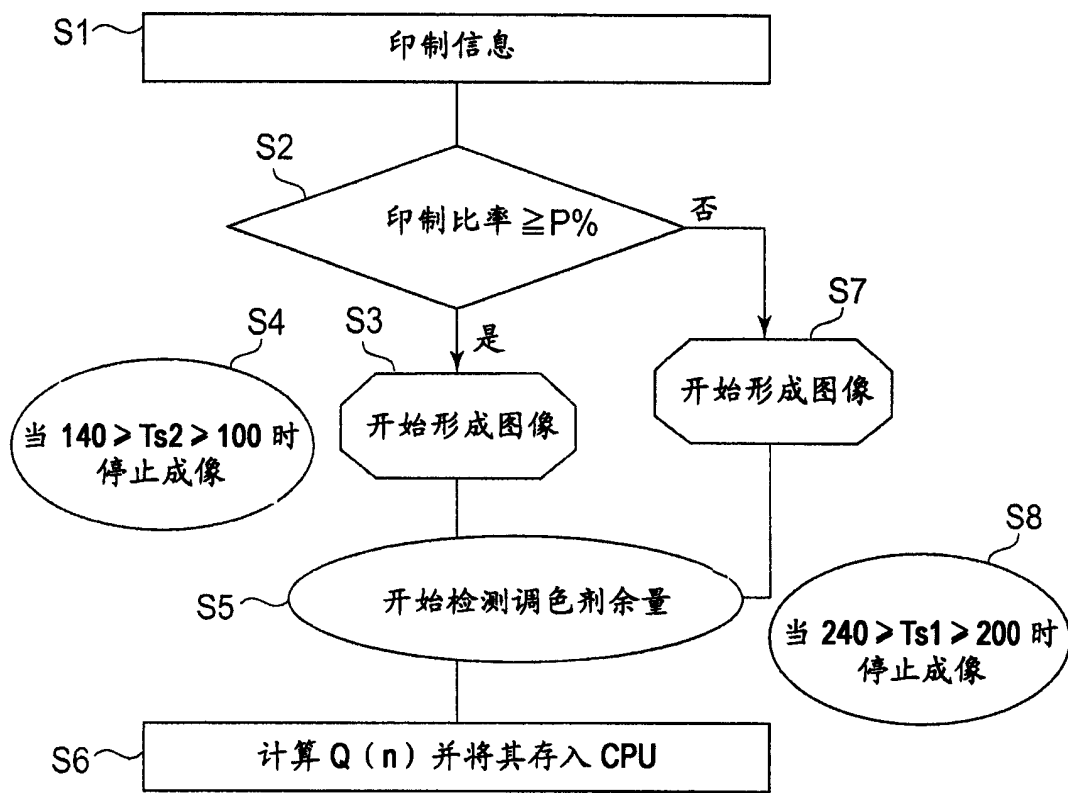 S1
印制信息
S2
印制比率 ≧P%
否
S7
S3
是
S4
开始形成图像
开始形成图像
当 140 ≥ Ts2 ≥ 100 时
停止成像
S8
S5
开始检测调色剂余量
当 240 ≥ Ts1 ≥ 200 时
停止成像
S6
计算 Q（n）并将其存入 CPU